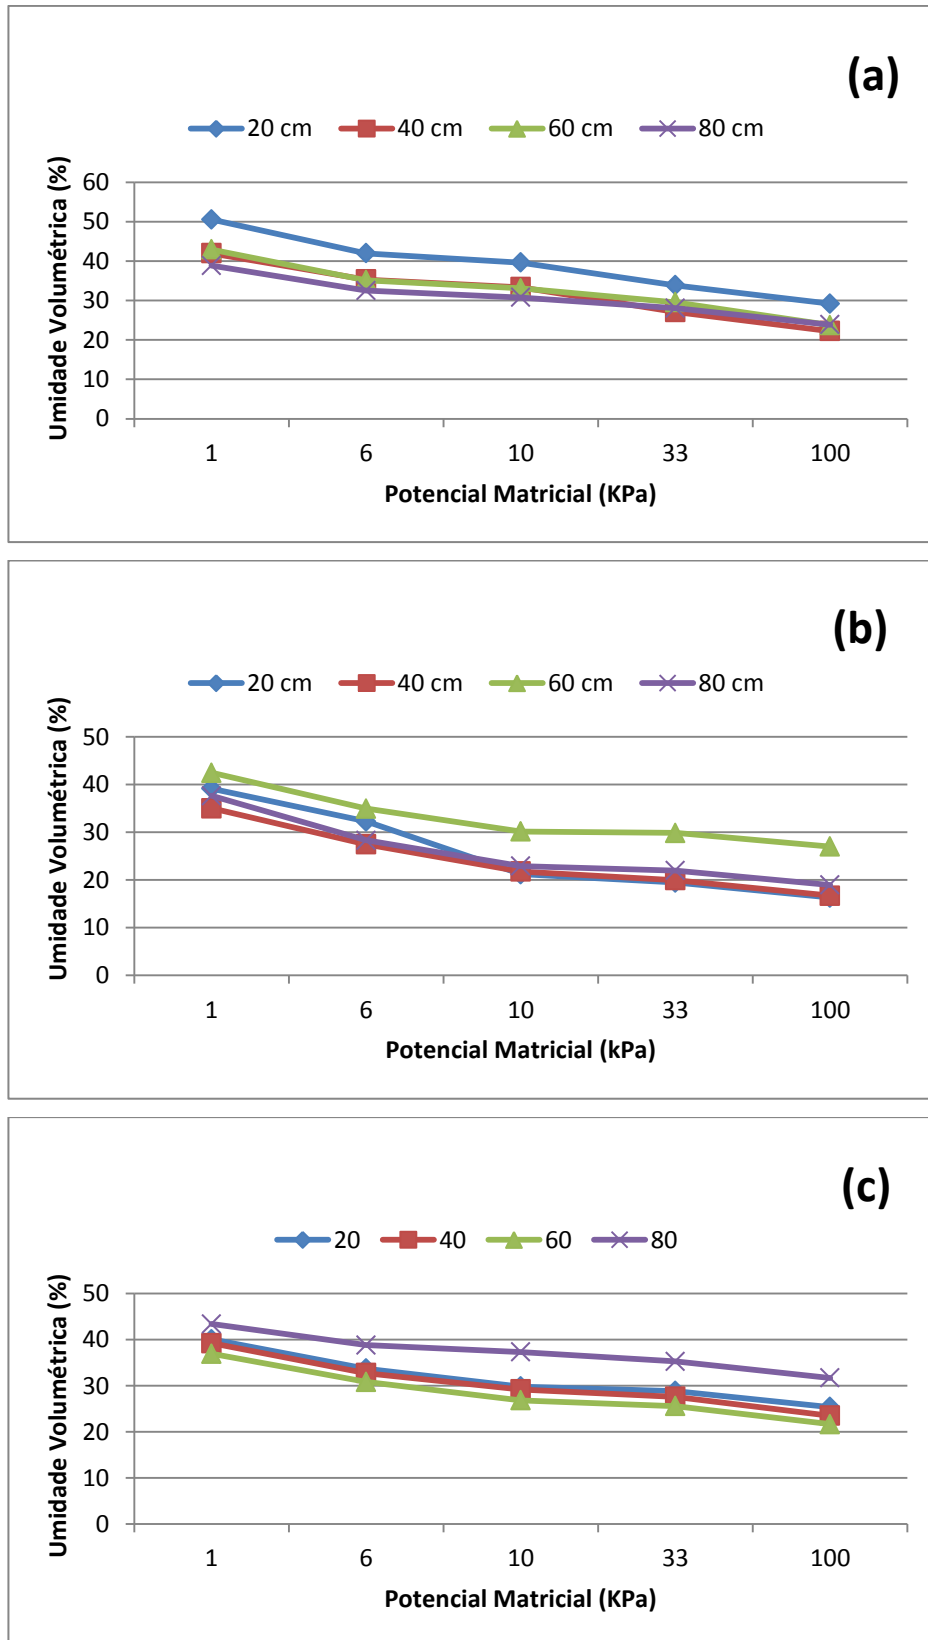 (a)
20 cm 40 cm 60 cm 80 cm
Umidade Volumétrica (%)
60
50
40
30
20
10
0
1 6 10 33 100
Potencial Matricial (KPa)
(b)
20 cm 40 cm 60 cm 80 cm
Umidade Volumétrica (%)
50
40
30
20
10
0
1 6 10 33 100
Potencial Matricial (kPa)
(c)
20 40 60 80
Umidade Volumétrica (%)
50
40
30
20
10
0
1 6 10 33 100
Potencial Matricial (KPa)